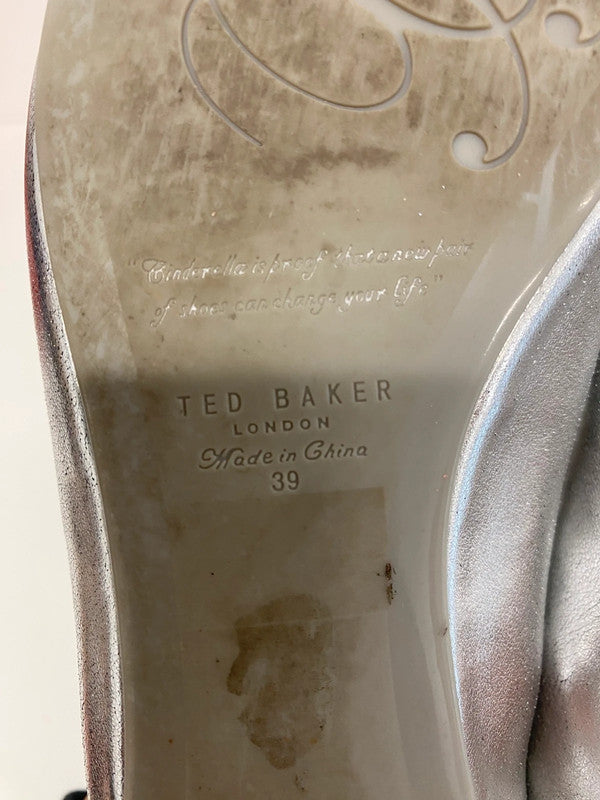 "Cinderella is proof that a new pair
of shoes can change your life"
TED BAKER
LONDON
Made in China
39